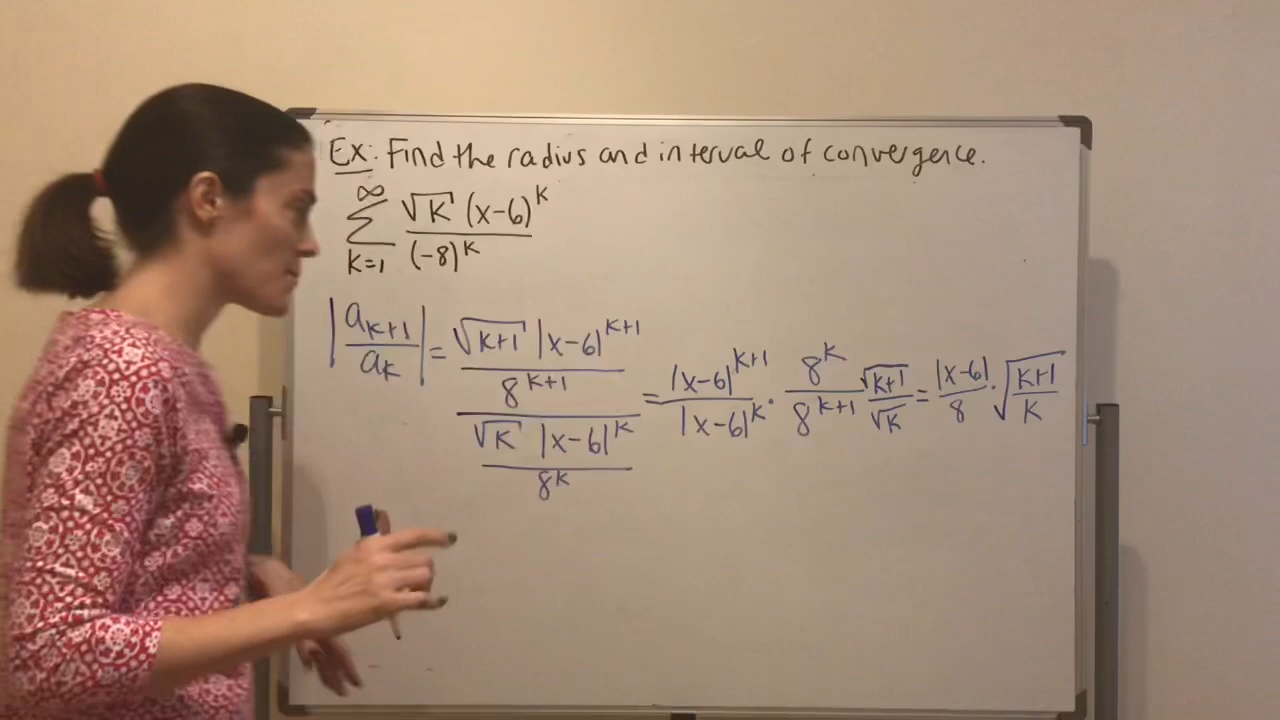 Ex: Find the radius and interval of convergence.
∞ Σ k=1 √K (x-6)^k / (-8)^k
|a_{k+1} / a_k| = (√(k+1) |x-6|^{k+1} / 8^{k+1}) / (√K |x-6|^k / 8^k) = |x-6|^{k+1} / |x-6|^k · 8^k / 8^{k+1} √(k+1) / √K = |x-6| / 8 · √((k+1) / K)